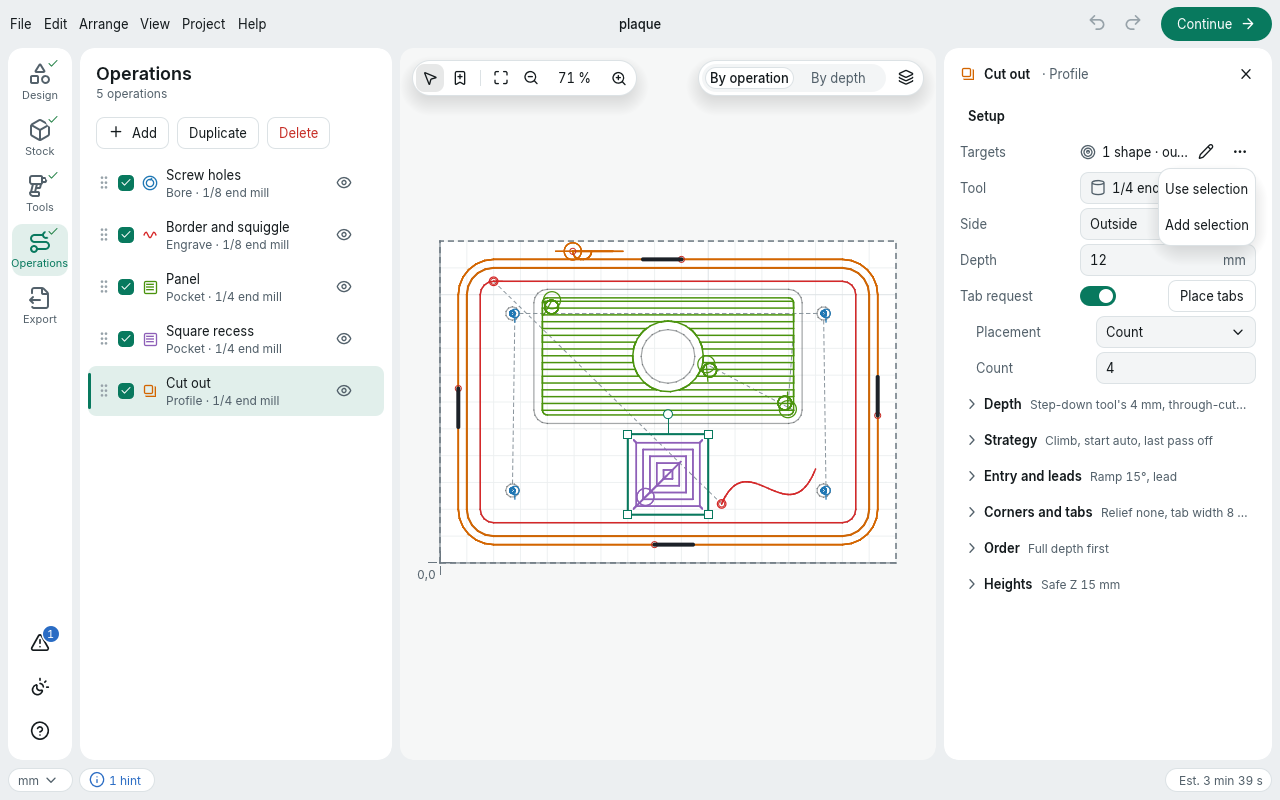 File Edit Arrange View Project Help
plaque
Continue
Design
Stock
Tools
Operations
Export
1
Operations
5 operations
Add
Duplicate
Delete
Screw holes
Bore · 1/8 end mill
Border and squiggle
Engrave · 1/8 end mill
Panel
Pocket · 1/4 end mill
Square recess
Pocket · 1/4 end mill
Cut out
Profile · 1/4 end mill
71 %
By operation By depth
0,0
Cut out · Profile
Setup
Targets 1 shape · ou...
Use selection
Add selection
Tool 1/4 end
Side Outside
Depth 12 mm
Tab request Place tabs
Placement Count
Count 4
Depth Step-down tool's 4 mm, through-cut...
Strategy Climb, start auto, last pass off
Entry and leads Ramp 15°, lead
Corners and tabs Relief none, tab width 8 ...
Order Full depth first
Heights Safe Z 15 mm
mm
1 hint
Est. 3 min 39 s